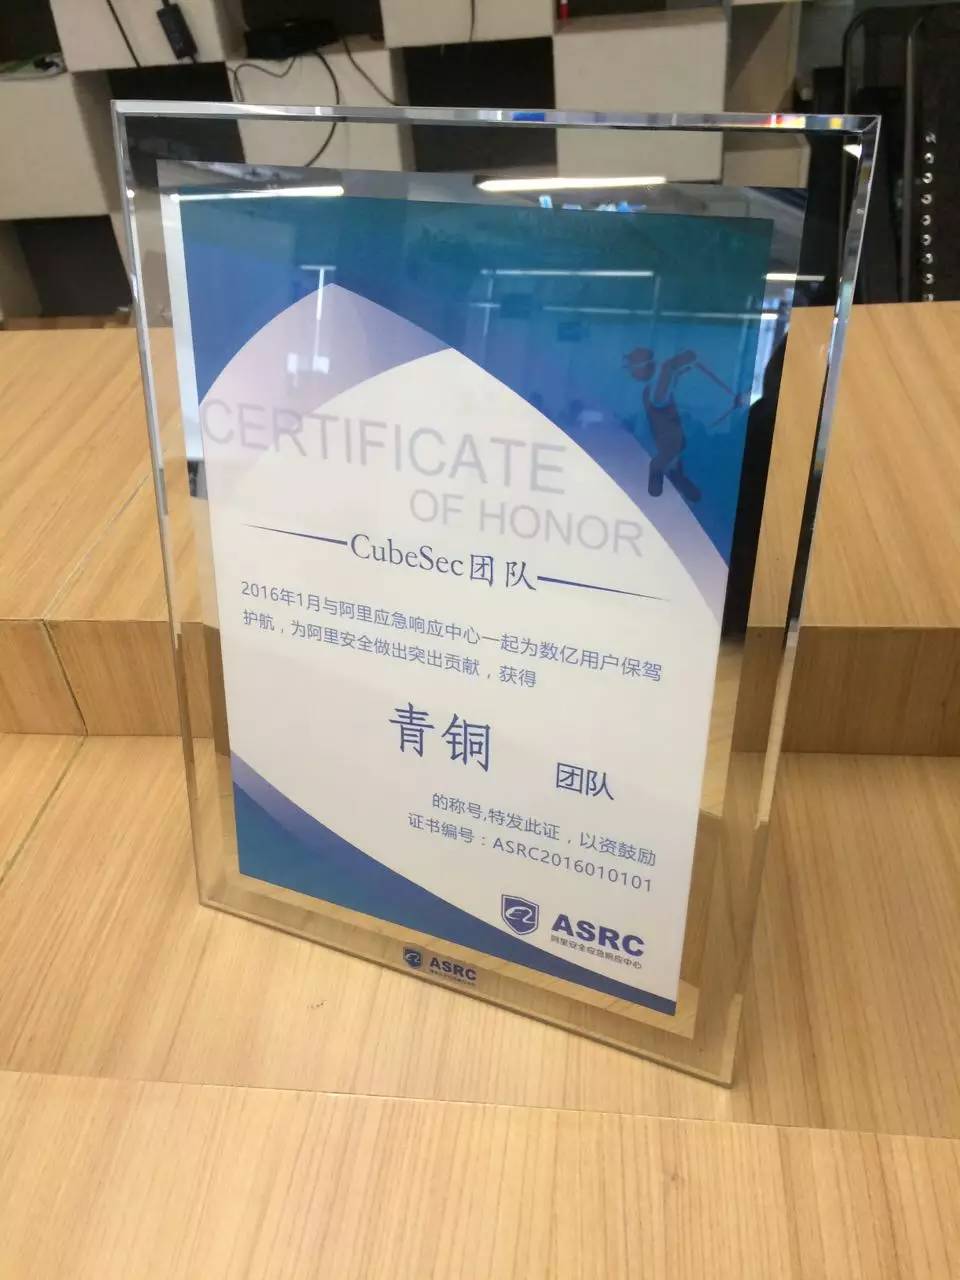 CERTIFICATE
OF HONOR
CubeSec团队
2016年1月与阿里应急响应中心一起为数亿用户保驾
护航，为阿里安全做出突出贡献，获得
青铜 团队
的称号,特发此证，以资鼓励
证书编号：ASRC2016010101
ASRC
阿里安全应急响应中心
ASRC